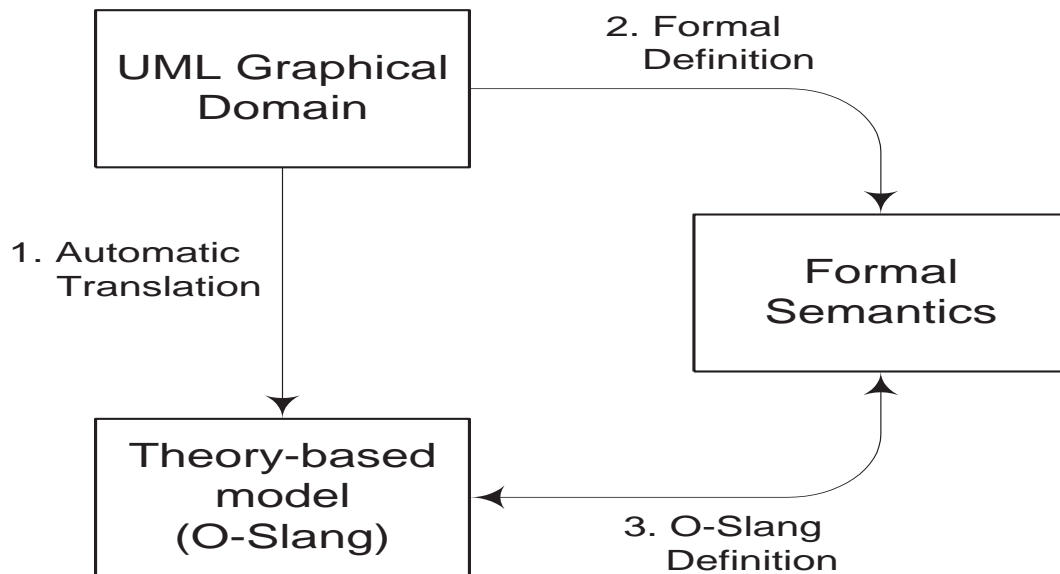 UML Graphical
Domain
2. Formal
Definition
1. Automatic
Translation
Formal
Semantics
Theory-based
model
(O-Slang)
3. O-Slang
Definition